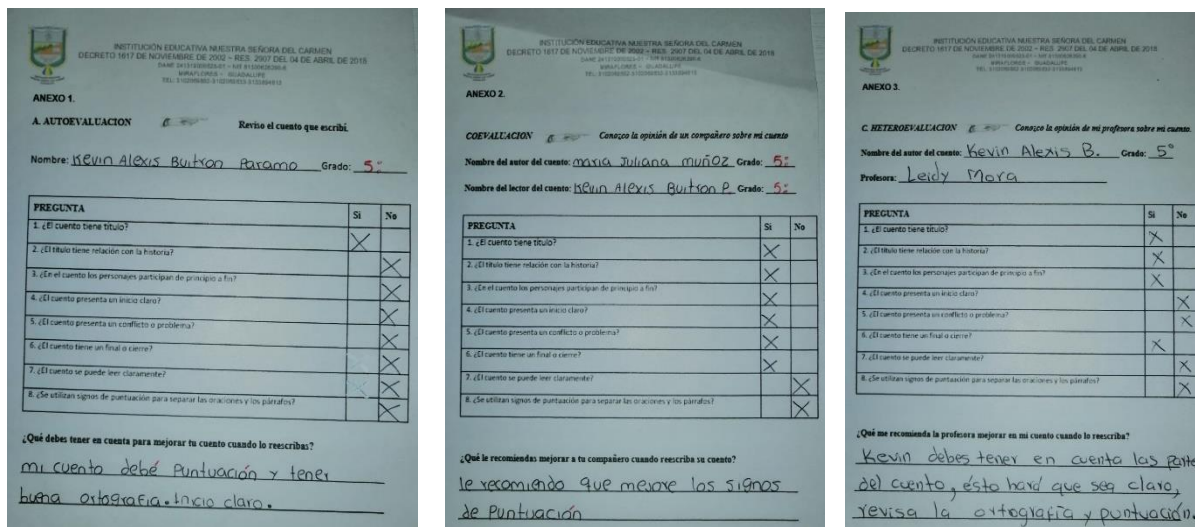 INSTITUCIÓN EDUCATIVA NUESTRA SEÑORA DEL CARMEN
DECRETO 1617 DE NOVIEMBRE DE 2002 – RES. 2907 DEL 04 DE ABRIL DE 2018
MIRAFLORES – GUADALUPE
ANEXO 1.
A. AUTOEVALUACION Reviso el cuento que escribí.
Nombre: Kevin Alexis Buitron Paramo Grado: 5°
PREGUNTA Si No
1. ¿El cuento tiene título? X
2. ¿El título tiene relación con la historia? X
3. ¿En el cuento los personajes participan de principio a fin? X
4. ¿El cuento presenta un inicio claro? X
5. ¿El cuento presenta un conflicto o problema? X
6. ¿El cuento tiene un final o cierre? X
7. ¿El cuento se puede leer claramente? X
8. ¿Se utilizan signos de puntuación para separar las oraciones y los párrafos? X
¿Qué debes tener en cuenta para mejorar tu cuento cuando lo reescribas?
mi cuento debé puntuación y tener
buena ortografia. Inicio claro.
INSTITUCIÓN EDUCATIVA NUESTRA SEÑORA DEL CARMEN
DECRETO 1617 DE NOVIEMBRE DE 2002 – RES. 2907 DEL 04 DE ABRIL DE 2018
MIRAFLORES – GUADALUPE
ANEXO 2.
COEVALUACION Conozco la opinión de un compañero sobre mi cuento
Nombre del autor del cuento: maria Juliana muñoz Grado: 5°
Nombre del lector del cuento: Kevin Alexis Buitron P. Grado: 5°
PREGUNTA Si No
1. ¿El cuento tiene título? X
2. ¿El título tiene relación con la historia? X
3. ¿En el cuento los personajes participan de principio a fin? X
4. ¿El cuento presenta un inicio claro? X
5. ¿El cuento presenta un conflicto o problema? X
6. ¿El cuento tiene un final o cierre? X
7. ¿El cuento se puede leer claramente? X
8. ¿Se utilizan signos de puntuación para separar las oraciones y los párrafos? X
¿Qué le recomiendas mejorar a tu compañero cuando reescriba su cuento?
le recomiendo que mejore los signos
de puntuación
INSTITUCIÓN EDUCATIVA NUESTRA SEÑORA DEL CARMEN
DECRETO 1617 DE NOVIEMBRE DE 2002 – RES. 2907 DEL 04 DE ABRIL DE 2018
MIRAFLORES – GUADALUPE
ANEXO 3.
C. HETEROEVALUACION Conozco la opinión de mi profesora sobre mi cuento.
Nombre del autor del cuento: Kevin Alexis B. Grado: 5°
Profesora: Leidy Mora
PREGUNTA Si No
1. ¿El cuento tiene título? X
2. ¿El título tiene relación con la historia? X
3. ¿En el cuento los personajes participan de principio a fin? X
4. ¿El cuento presenta un inicio claro? X
5. ¿El cuento presenta un conflicto o problema? X
6. ¿El cuento tiene un final o cierre? X
7. ¿El cuento se puede leer claramente? X
8. ¿Se utilizan signos de puntuación para separar las oraciones y los párrafos? X
¿Qué me recomienda la profesora mejorar en mi cuento cuando lo reescriba?
Kevin debes tener en cuenta las parte
del cuento, ésto hará que sea claro,
revisa la ortografía y puntuación.